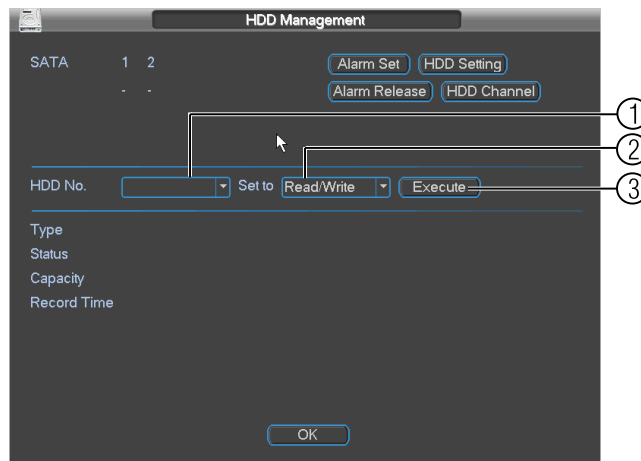 HDD Management
SATA 1 2 Alarm Set HDD Setting
- - Alarm Release HDD Channel
1
2
HDD No. Set to Read/Write Execute 3
Type
Status
Capacity
Record Time
OK